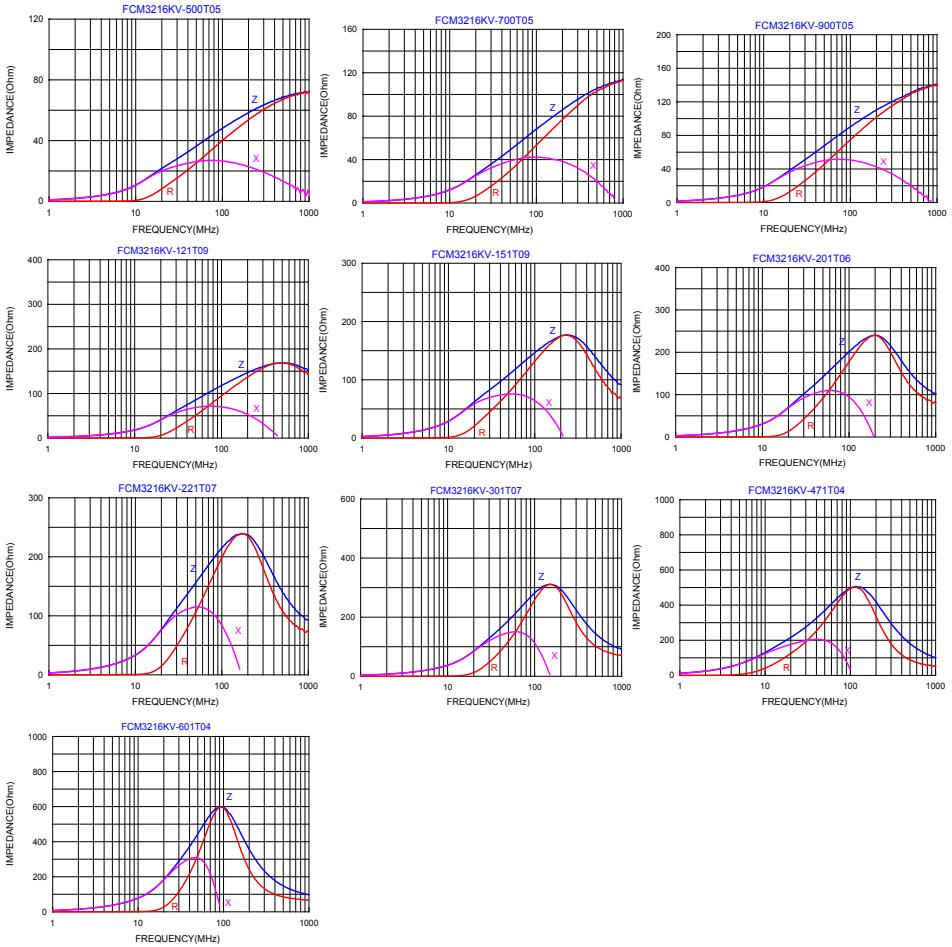 FCM3216KV-500T05
120
80
40
0
IMPEDANCE(Ohm)
Z
X
R
1 10 100 1000
FREQUENCY(MHz)
FCM3216KV-700T05
160
120
80
40
0
IMPEDANCE(Ohm)
Z
X
R
1 10 100 1000
FREQUENCY(MHz)
FCM3216KV-900T05
200
160
120
80
40
0
IMPEDANCE(Ohm)
Z
X
R
1 10 100 1000
FREQUENCY(MHz)
FCM3216KV-121T09
400
300
200
100
0
IMPEDANCE(Ohm)
Z
X
R
1 10 100 1000
FREQUENCY(MHz)
FCM3216KV-151T09
300
200
100
0
IMPEDANCE(Ohm)
Z
X
R
1 10 100 1000
FREQUENCY(MHz)
FCM3216KV-201T06
400
300
200
100
0
IMPEDANCE(Ohm)
Z
X
R
1 10 100 1000
FREQUENCY(MHz)
FCM3216KV-221T07
300
200
100
0
IMPEDANCE(Ohm)
Z
X
R
1 10 100 1000
FREQUENCY(MHz)
FCM3216KV-301T07
600
400
200
0
IMPEDANCE(Ohm)
Z
X
R
1 10 100 1000
FREQUENCY(MHz)
FCM3216KV-471T04
1000
800
600
400
200
0
IMPEDANCE(Ohm)
Z
X
R
1 10 100 1000
FREQUENCY(MHz)
FCM3216KV-601T04
1000
800
600
400
200
0
IMPEDANCE(Ohm)
Z
X
R
1 10 100 1000
FREQUENCY(MHz)